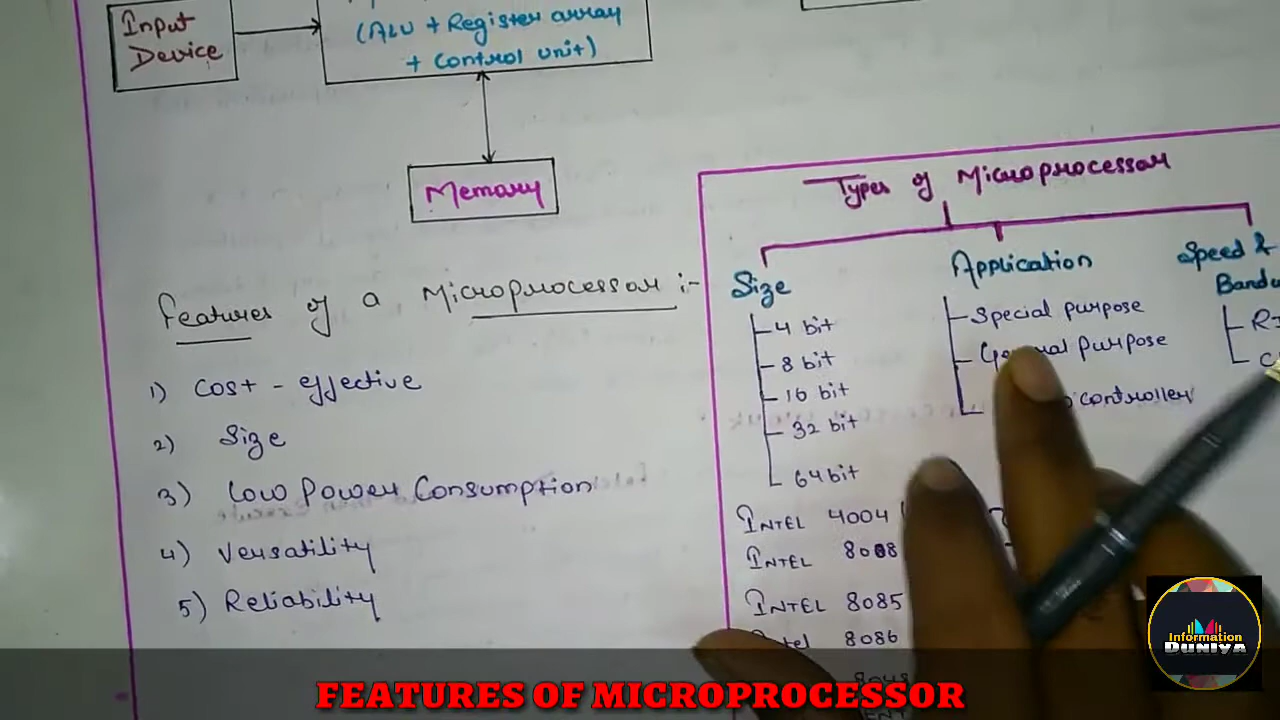 Input
Device
(ALU + Register array
+ Control Unit)
Memory
Types of Microprocessor
Size
4 bit
8 bit
16 bit
32 bit
64 bit
Application
Special purpose
General purpose
controller
Speed &
INTEL 4004
INTEL 8008
INTEL 8085
8086
Features of a Microprocessor :-
1) Cost - effective
2) Size
3) Low Power Consumption
4) Versatility
5) Reliability
Information
Duniya
FEATURES OF MICROPROCESSOR